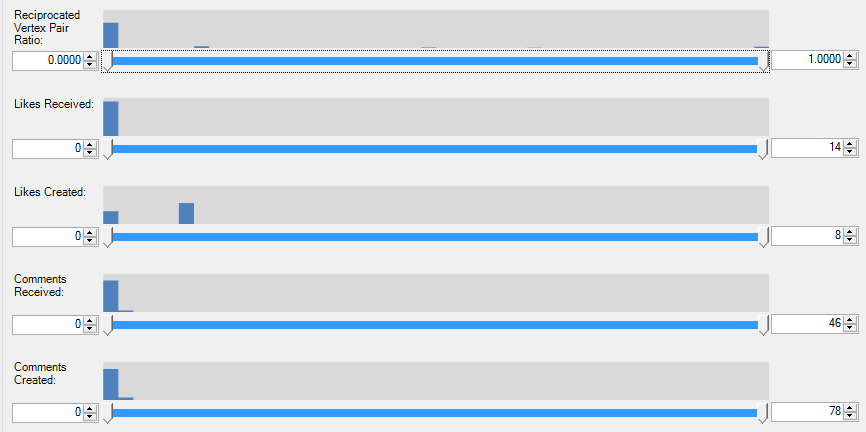 Reciprocated
Vertex Pair
Ratio:
0.0000
1.0000
Likes Received:
0
14
Likes Created:
0
8
Comments
Received:
0
46
Comments
Created:
0
78